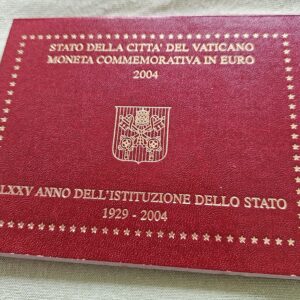 STATO DELLA CITTA' DEL VATICANO
MONETA COMMEMORATIVA IN EURO
2004
LXXV ANNO DELL'ISTITUZIONE DELLO STATO
1929 - 2004